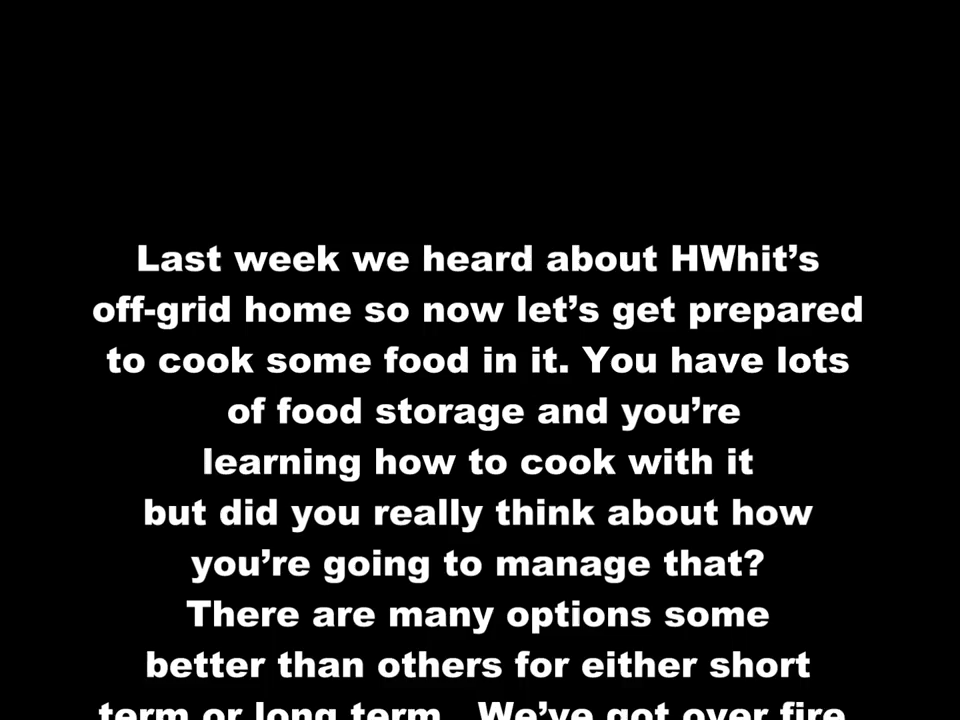 Last week we heard about HWhit’s
off-grid home so now let’s get prepared
to cook some food in it. You have lots
of food storage and you’re
learning how to cook with it
but did you really think about how
you’re going to manage that?
There are many options some
better than others for either short
term or long term. We’ve got over fire